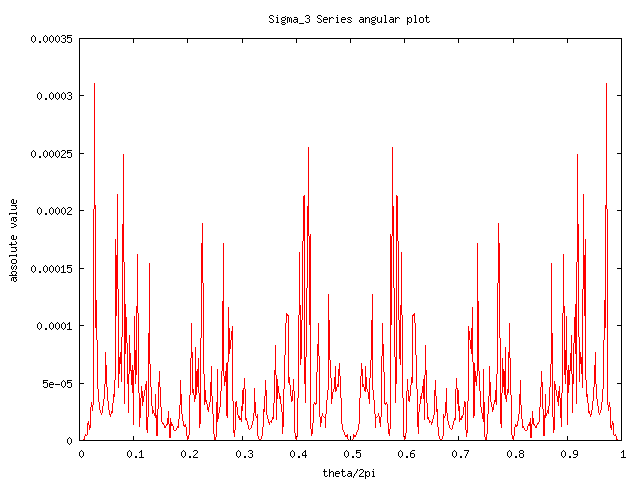 Sigma_3 Series angular plot
0.00035
0.0003
0.00025
0.0002
0.00015
0.0001
5e-05
0
absolute value
0 0.1 0.2 0.3 0.4 0.5 0.6 0.7 0.8 0.9 1
theta/2pi